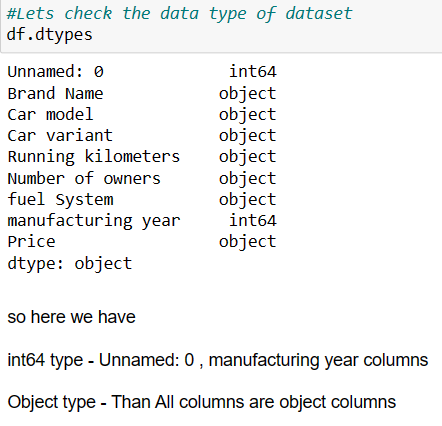 #Lets check the data type of dataset
df.dtypes
Unnamed: 0 int64
Brand Name object
Car model object
Car variant object
Running kilometers object
Number of owners object
fuel System object
manufacturing year int64
Price object
dtype: object
so here we have
int64 type - Unnamed: 0 , manufacturing year columns
Object type - Than All columns are object columns